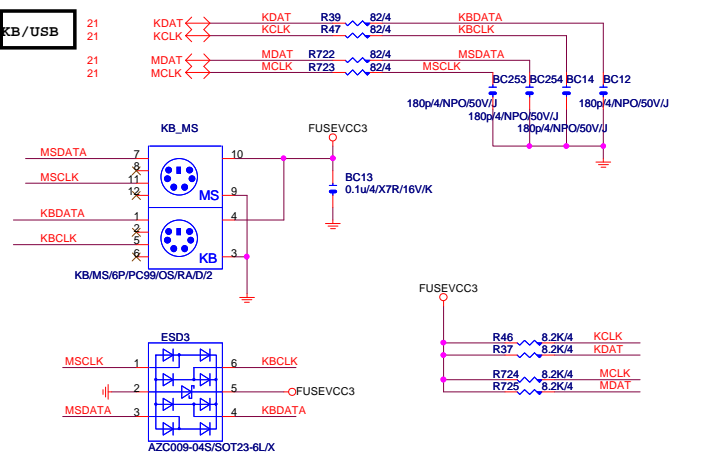 KB/USB
21 KDAT KDAT R39 82/4 KBDATA
21 KCLK KCLK R47 82/4 KBCLK
21 MDAT MDAT R722 82/4 MSDATA
21 MCLK MCLK R723 82/4 MSCLK
BC253 BC254 BC14 BC12
180p/4/NPO/50V/J 180p/4/NPO/50V/J
180p/4/NPO/50V/J
180p/4/NPO/50V/J
KB_MS
FUSEVCC3
MSDATA 7 10
8
MSCLK 11
12 MS 9
BC13
0.1u/4/X7R/16V/K
KBDATA 1 4
2
KBCLK 5
6 KB 3
KB/MS/6P/PC99/OS/RA/D/2
FUSEVCC3
ESD3
MSCLK 1 6 KBCLK
2 5 FUSEVCC3
MSDATA 3 4 KBDATA
AZC009-04S/SOT23-6L/X
R46 8.2K/4 KCLK
R37 8.2K/4 KDAT
R724 8.2K/4 MCLK
R725 8.2K/4 MDAT